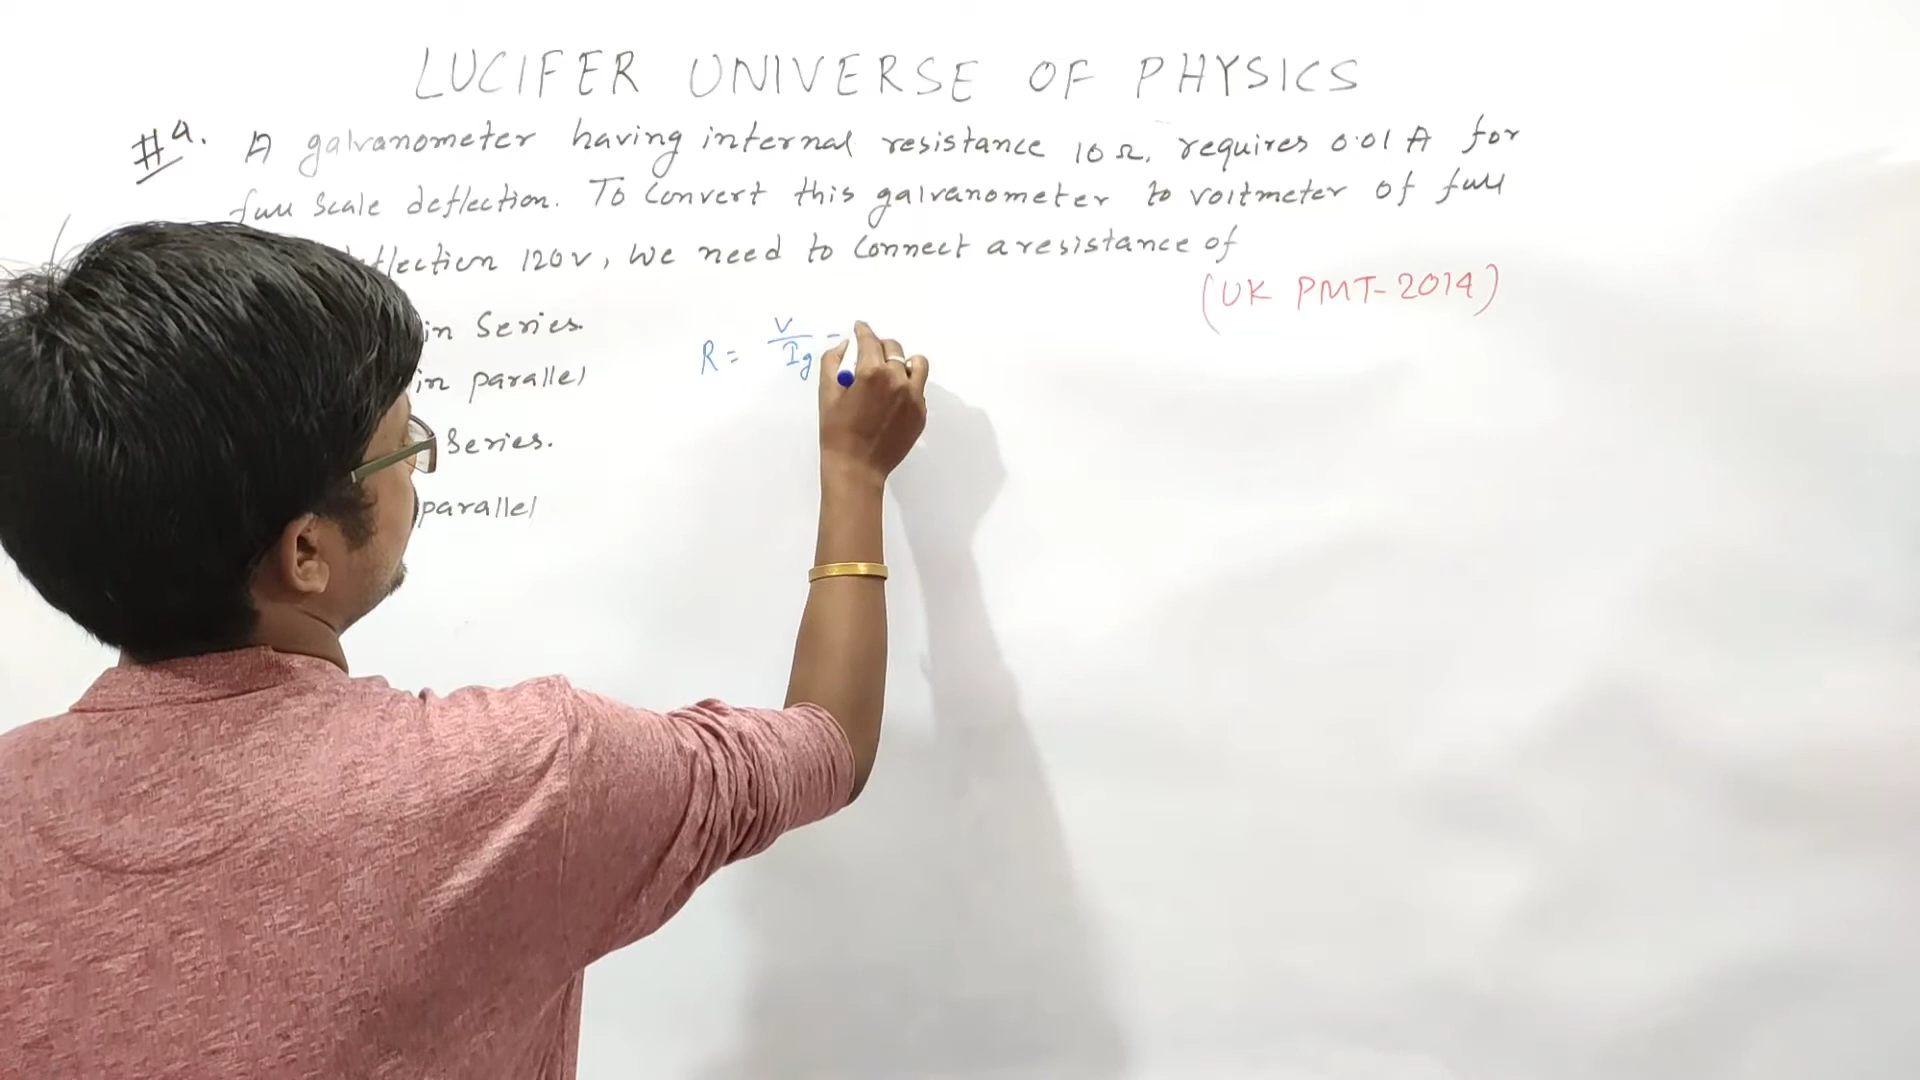 LUCIFER UNIVERSE OF PHYSICS
#9. A galvanometer having internal resistance 10 Ω, requires 0.01 A for
full scale deflection. To convert this galvanometer to voltmeter of full
flection 120V, we need to connect a resistance of
(UK PMT-2014)
in series.
in parallel
series.
parallel
R = V/Ig -